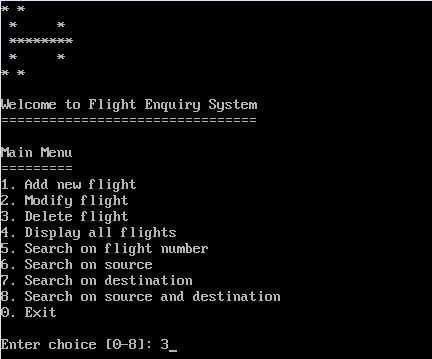 * *
 *     *
 ********
 *     *
* *
Welcome to Flight Enquiry System
================================
Main Menu
=========
1. Add new flight
2. Modify flight
3. Delete flight
4. Display all flights
5. Search on flight number
6. Search on source
7. Search on destination
8. Search on source and destination
0. Exit
Enter choice [0-8]: 3_